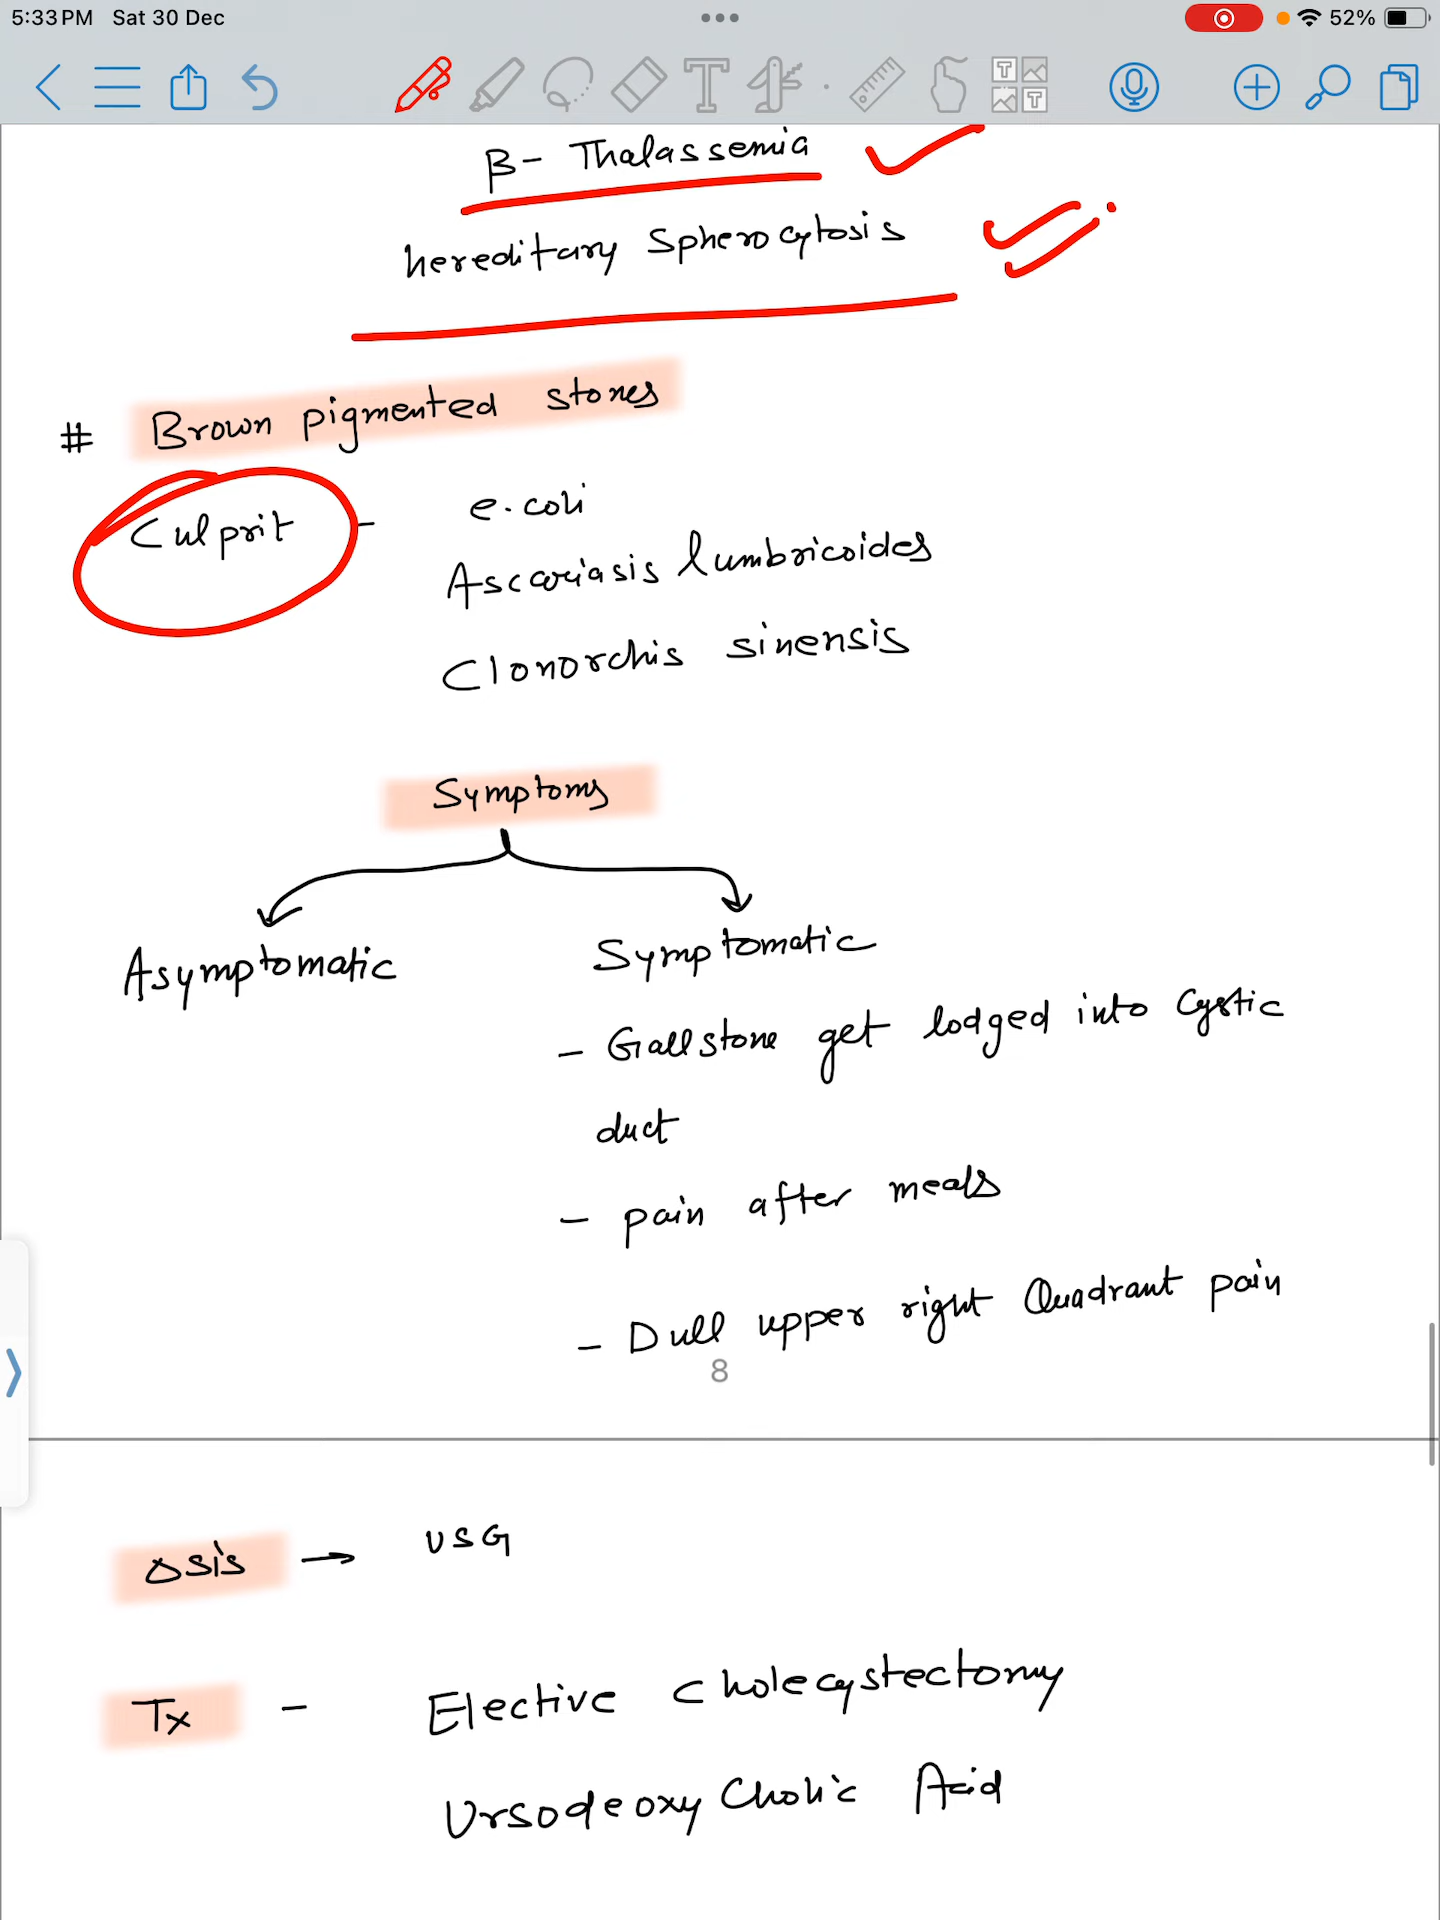 5:33 PM Sat 30 Dec
52%
β- Thalassemia
hereditary Spherocytosis
# Brown pigmented stones
Culprit - e.coli
Ascariasis lumbricoides
Clonorchis sinensis
Symptoms
Asymptomatic
Symptomatic
- Gallstone get lodged into Cystic
duct
- pain after meals
- Dull upper right Quadrant pain
8
Δsis → USG
Tx - Elective cholecystectomy
Ursodeoxy Cholic Acid